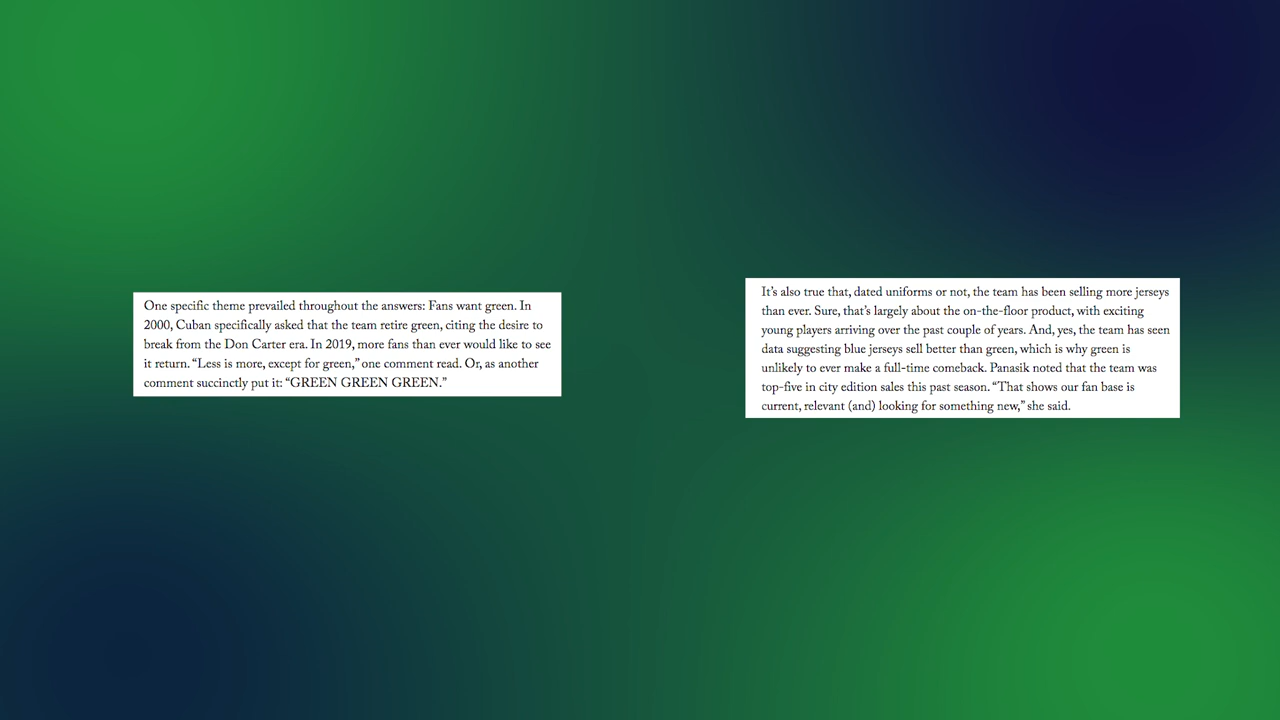 One specific theme prevailed throughout the answers: Fans want green. In
2000, Cuban specifically asked that the team retire green, citing the desire to
break from the Don Carter era. In 2019, more fans than ever would like to see
it return. “Less is more, except for green,” one comment read. Or, as another
comment succinctly put it: “GREEN GREEN GREEN.”
It’s also true that, dated uniforms or not, the team has been selling more jerseys
than ever. Sure, that’s largely about the on-the-floor product, with exciting
young players arriving over the past couple of years. And, yes, the team has seen
data suggesting blue jerseys sell better than green, which is why green is
unlikely to ever make a full-time comeback. Panasik noted that the team was
top-five in city edition sales this past season. “That shows our fan base is
current, relevant (and) looking for something new,” she said.